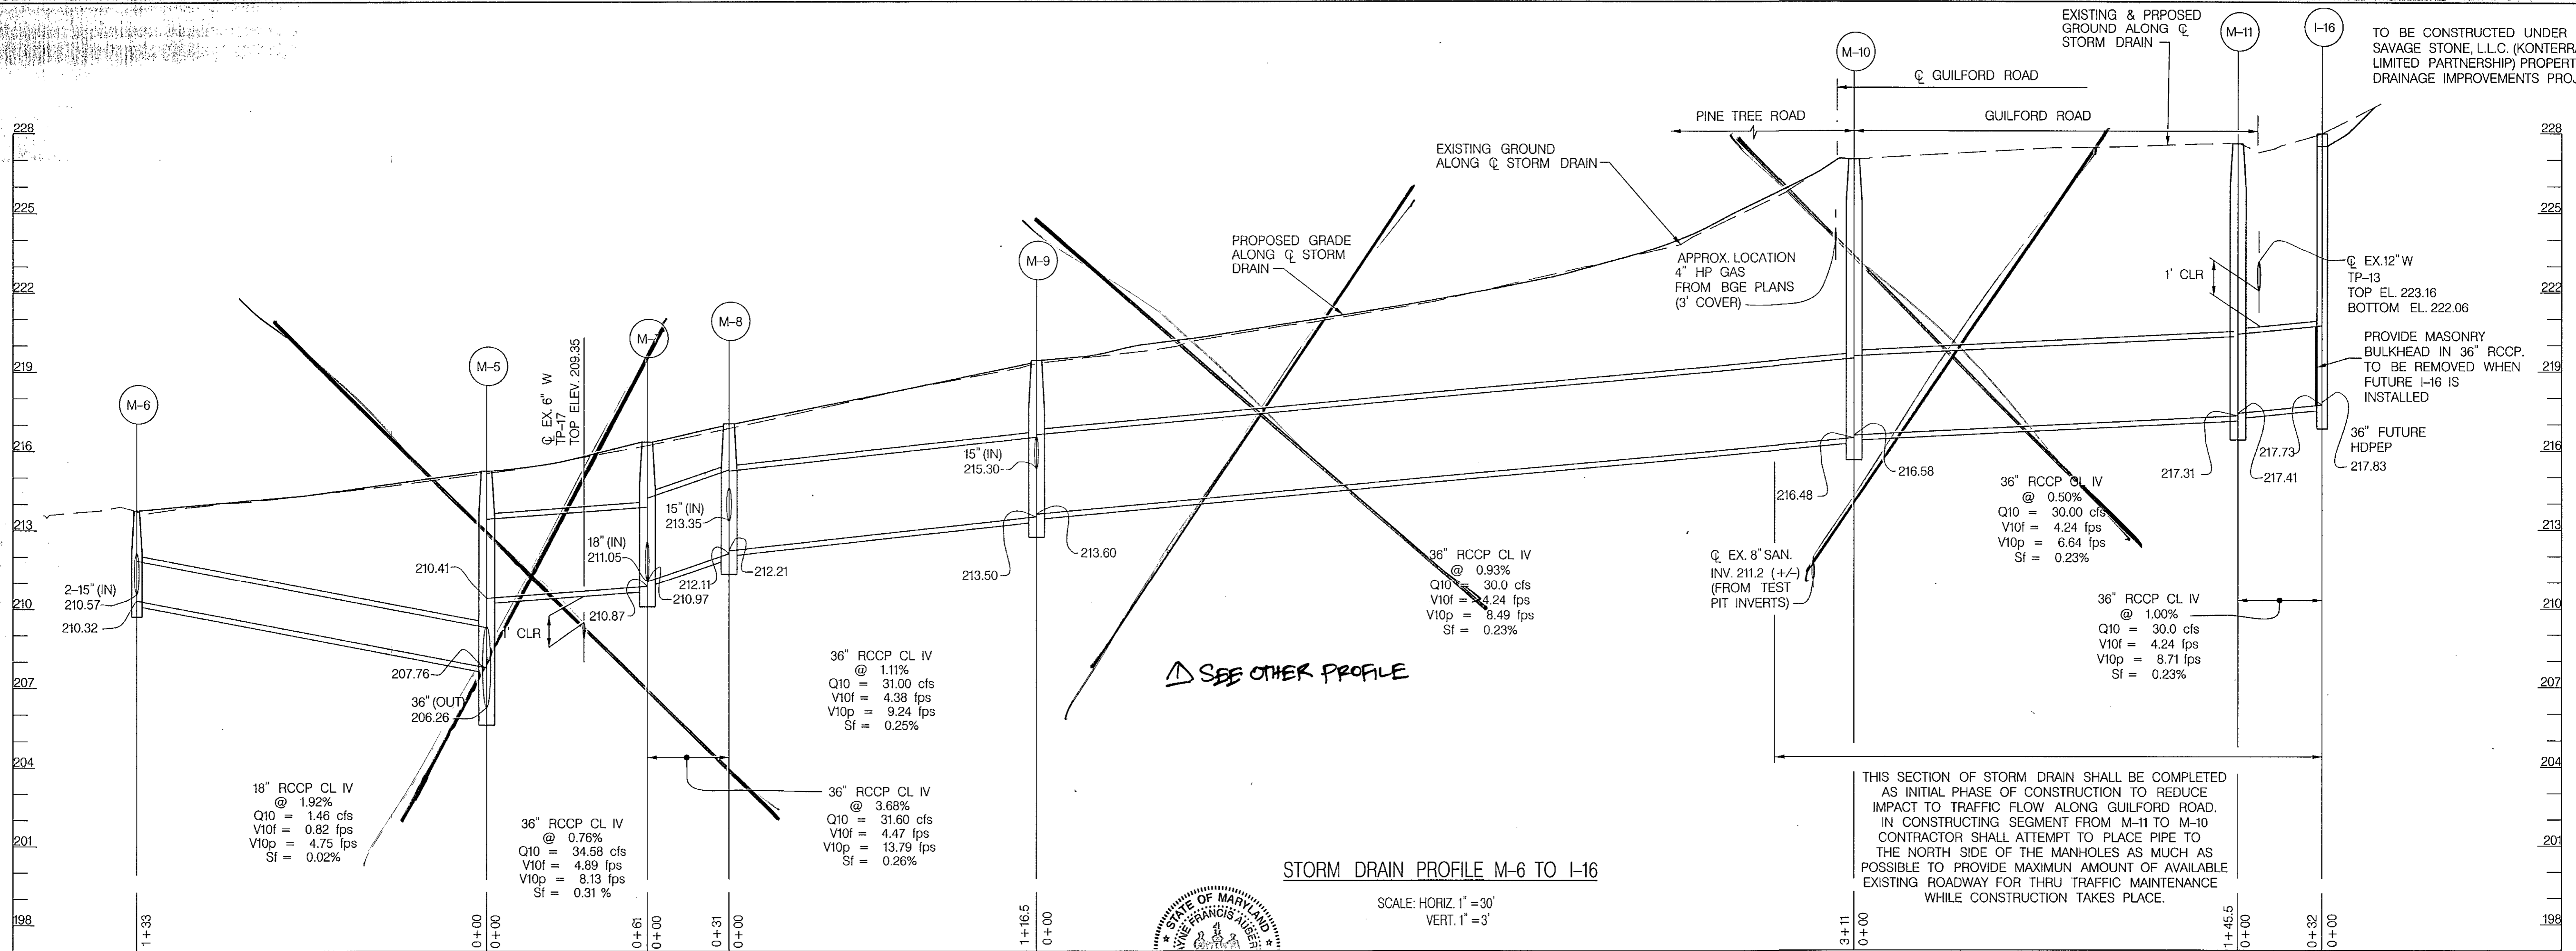 M-6
M-5
M-8
M-9
M-10
M-11
I-16
EXISTING & PRPOSED
GROUND ALONG ℄
STORM DRAIN
TO BE CONSTRUCTED UNDER
SAVAGE STONE, L.L.C. (KONTERRA
LIMITED PARTNERSHIP) PROPERT
DRAINAGE IMPROVEMENTS PROJ
℄ GUILFORD ROAD
PINE TREE ROAD
GUILFORD ROAD
EXISTING GROUND
ALONG ℄ STORM DRAIN
PROPOSED GRADE
ALONG ℄ STORM
DRAIN
APPROX. LOCATION
4" HP GAS
FROM BGE PLANS
(3' COVER)
1' CLR
℄ EX.12" W
TP-13
TOP EL. 223.16
BOTTOM EL. 222.06
PROVIDE MASONRY
BULKHEAD IN 36" RCCP.
TO BE REMOVED WHEN
FUTURE I-16 IS
INSTALLED
36" FUTURE
HDPEP
217.83
217.73
217.41
217.31
216.58
216.48
228
225
222
219
216
213
210
207
204
201
198
228
225
222
219
216
213
210
207
204
201
198
℄ EX. 6" W
TP-17
TOP ELEV. 209.35
2-15" (IN)
210.57
210.32
210.41
207.76
36" (OUT)
206.26
1' CLR
18" (IN)
211.05
210.87
210.97
15" (IN)
213.35
212.11
212.21
15" (IN)
215.30
213.50
213.60
℄ EX. 8" SAN.
INV. 211.2 (+/-)
(FROM TEST
PIT INVERTS)
18" RCCP CL IV
@ 1.92%
Q10 = 1.46 cfs
V10f = 0.82 fps
V10p = 4.75 fps
Sf = 0.02%
36" RCCP CL IV
@ 0.76%
Q10 = 34.58 cfs
V10f = 4.89 fps
V10p = 8.13 fps
Sf = 0.31 %
36" RCCP CL IV
@ 1.11%
Q10 = 31.00 cfs
V10f = 4.38 fps
V10p = 9.24 fps
Sf = 0.25%
36" RCCP CL IV
@ 3.68%
Q10 = 31.60 cfs
V10f = 4.47 fps
V10p = 13.79 fps
Sf = 0.26%
36" RCCP CL IV
@ 0.93%
Q10 = 30.0 cfs
V10f = 4.24 fps
V10p = 8.49 fps
Sf = 0.23%
36" RCCP CL IV
@ 0.50%
Q10 = 30.00 cfs
V10f = 4.24 fps
V10p = 6.64 fps
Sf = 0.23%
36" RCCP CL IV
@ 1.00%
Q10 = 30.0 cfs
V10f = 4.24 fps
V10p = 8.71 fps
Sf = 0.23%
1 SEE OTHER PROFILE
THIS SECTION OF STORM DRAIN SHALL BE COMPLETED
AS INITIAL PHASE OF CONSTRUCTION TO REDUCE
IMPACT TO TRAFFIC FLOW ALONG GUILFORD ROAD.
IN CONSTRUCTING SEGMENT FROM M-11 TO M-10
CONTRACTOR SHALL ATTEMPT TO PLACE PIPE TO
THE NORTH SIDE OF THE MANHOLES AS MUCH AS
POSSIBLE TO PROVIDE MAXIMUN AMOUNT OF AVAILABLE
EXISTING ROADWAY FOR THRU TRAFFIC MAINTENANCE
WHILE CONSTRUCTION TAKES PLACE.
STORM DRAIN PROFILE M-6 TO I-16
SCALE: HORIZ. 1" = 30'
VERT. 1" = 3'
STATE OF MARYLAND
FRANCIS
1+33
0+00
0+00
0+61
0+00
0+31
0+00
1+16.5
0+00
3+11
0+00
1+45.5
0+00
0+32
0+00